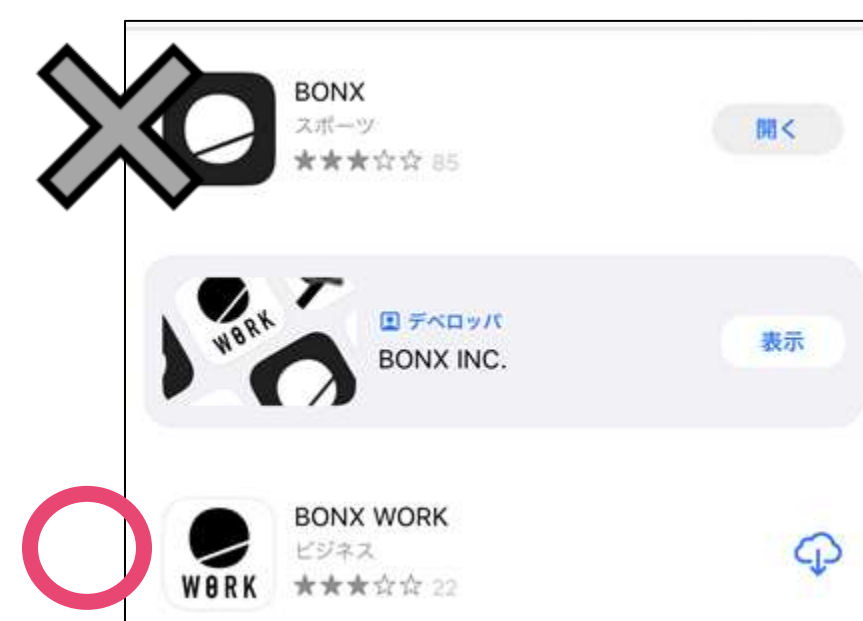 BONX
スポーツ
★★★☆☆ 85
開く
WORK
デベロッパ
BONX INC.
表示
BONX WORK
ビジネス
★★★☆☆ 22
WORK